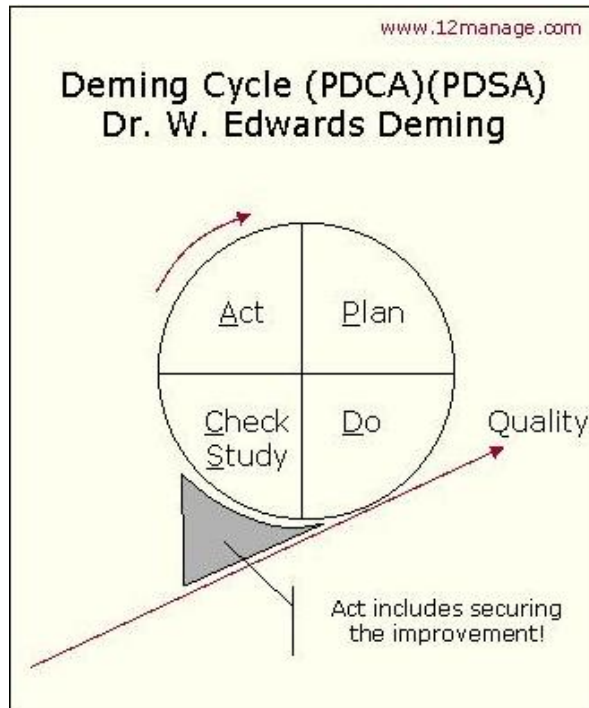 www.12manage.com
Deming Cycle (PDCA)(PDSA)
Dr. W. Edwards Deming
Act
Plan
Check
Study
Do
Quality
Act includes securing
the improvement!